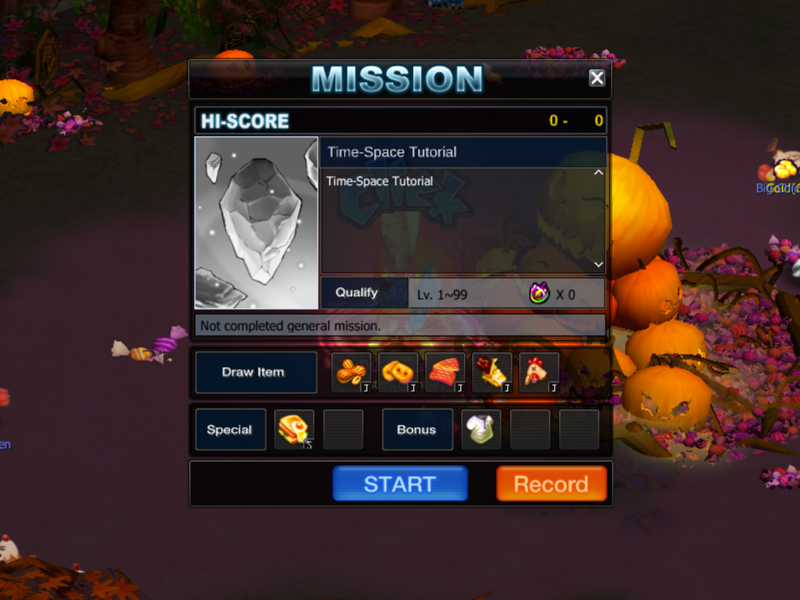 MISSION
HI-SCORE 0 - 0
Time-Space Tutorial
Time-Space Tutorial
Qualify Lv. 1~99 X 0
Not completed general mission.
Draw Item
Special Bonus
START Record
en